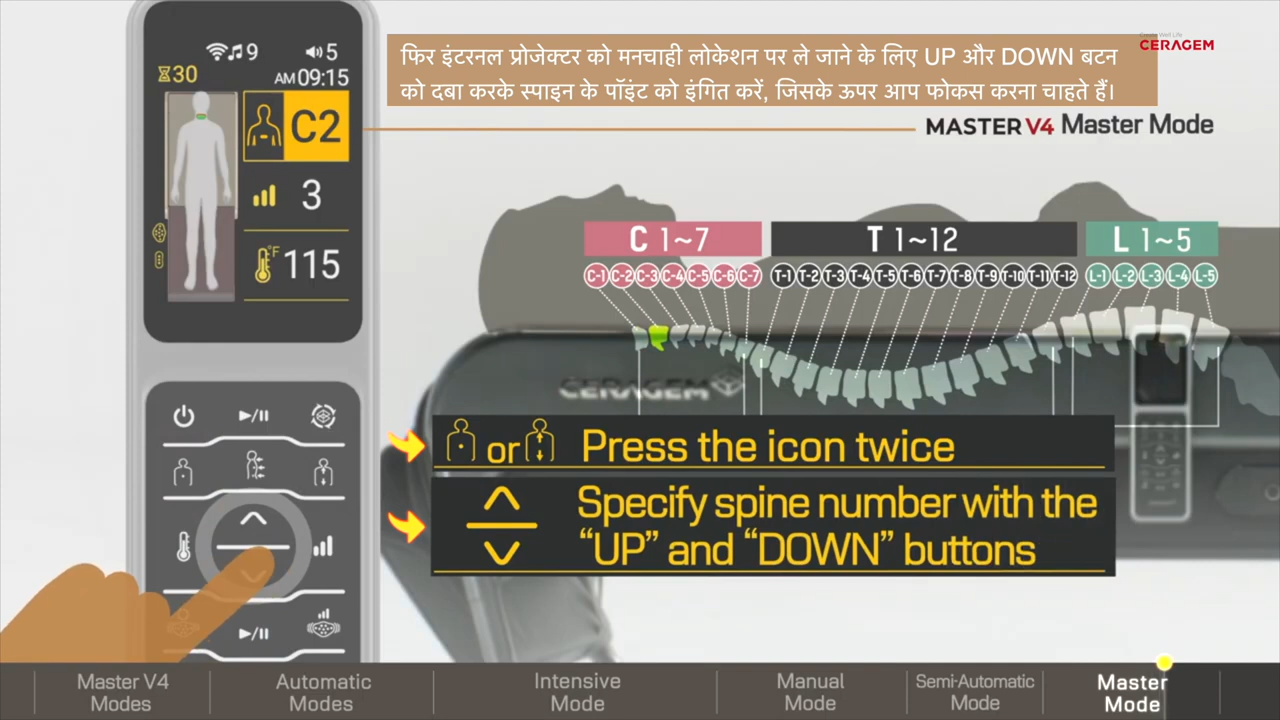 9
5
30
AM 09:15
C2
3
°F 115
फिर इंटरनल प्रोजेक्टर को मनचाही लोकेशन पर ले जाने के लिए UP और DOWN बटन
को दबा करके स्पाइन के पॉइंट को इंगित करें, जिसके ऊपर आप फोकस करना चाहते हैं।
CERAGEM
MASTER V4 Master Mode
C 1~7
T 1~12
L 1~5
C-1 C-2 C-3 C-4 C-5 C-6 C-7 T-1 T-2 T-3 T-4 T-5 T-6 T-7 T-8 T-9 T-10 T-11 T-12 L-1 L-2 L-3 L-4 L-5
CERAGEM
or Press the icon twice
Specify spine number with the
“UP” and “DOWN” buttons
Master V4
Modes
Automatic
Modes
Intensive
Mode
Manual
Mode
Semi-Automatic
Mode
Master
Mode